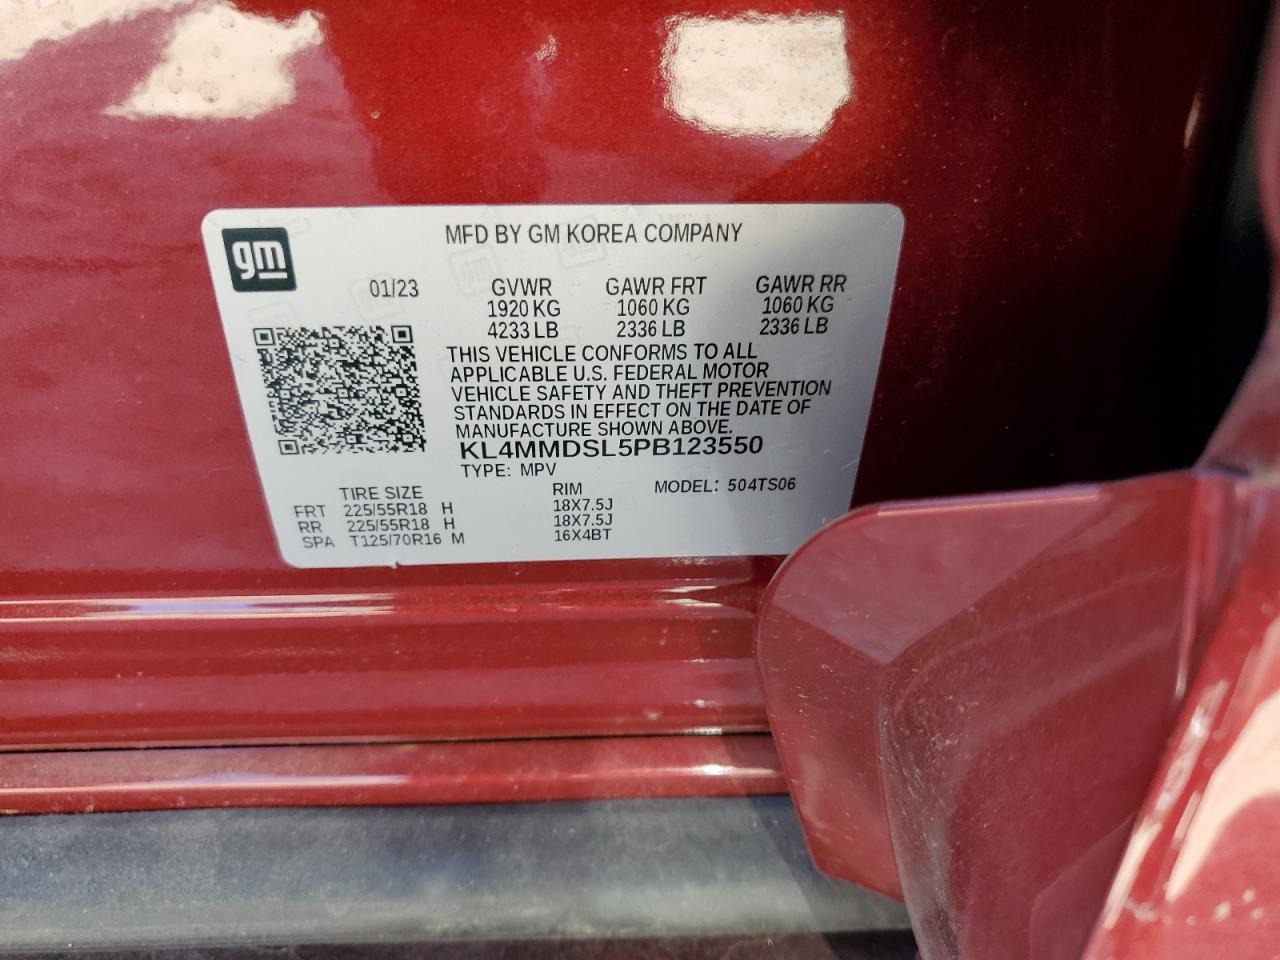 gm
MFD BY GM KOREA COMPANY
01/23 GVWR GAWR FRT GAWR RR
1920 KG 1060 KG 1060 KG
4233 LB 2336 LB 2336 LB
THIS VEHICLE CONFORMS TO ALL
APPLICABLE U.S. FEDERAL MOTOR
VEHICLE SAFETY AND THEFT PREVENTION
STANDARDS IN EFFECT ON THE DATE OF
MANUFACTURE SHOWN ABOVE.
KL4MMDSL5PB123550
TYPE: MPV
TIRE SIZE RIM MODEL: 504TS06
FRT 225/55R18 H 18X7.5J
RR 225/55R18 H 18X7.5J
SPA T125/70R16 M 16X4BT